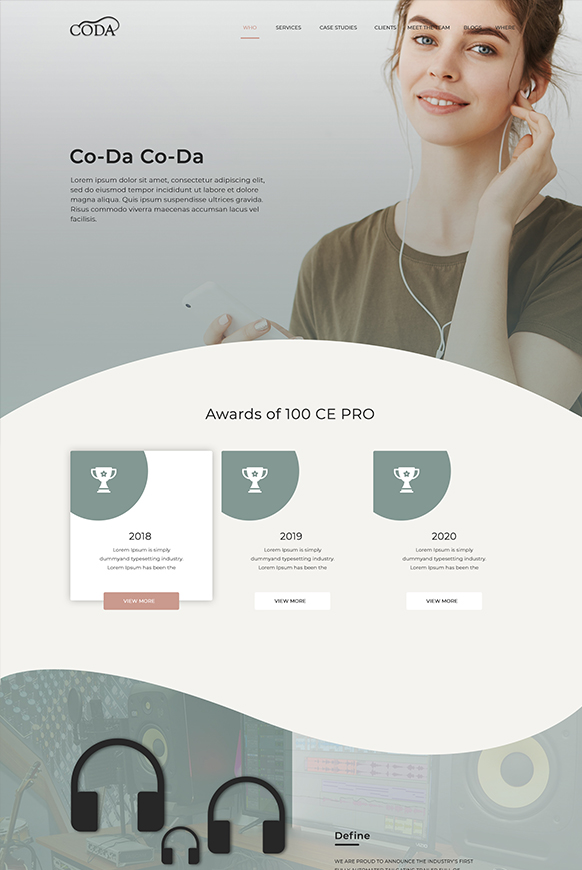 CODA
WHO SERVICES CASE STUDIES CLIENTS MEET THE TEAM BLOGS WHERE
Co-Da Co-Da
Lorem ipsum dolor sit amet, consectetur adipiscing elit,
sed do eiusmod tempor incididunt ut labore et dolore
magna aliqua. Quis ipsum suspendisse ultrices gravida.
Risus commodo viverra maecenas accumsan lacus vel
facilisis.
Awards of 100 CE PRO
2018
Lorem Ipsum is simply
dummyand typesetting industry.
Lorem Ipsum has been the
VIEW MORE
2019
Lorem Ipsum is simply
dummyand typesetting industry.
Lorem Ipsum has been the
VIEW MORE
2020
Lorem Ipsum is simply
dummyand typesetting industry.
Lorem Ipsum has been the
VIEW MORE
Define
WE ARE PROUD TO ANNOUNCE THE INDUSTRY'S FIRST